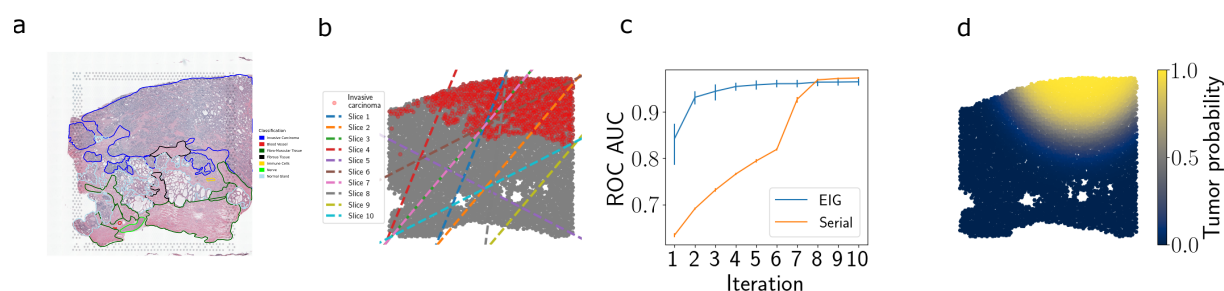 a
Classification
Invasive Carcinoma
Blood Vessel
Fibro-Muscular Tissue
Fibrous Tissue
Immune Cells
Nerve
Normal Gland
b
Invasive
carcinoma
Slice 1
Slice 2
Slice 3
Slice 4
Slice 5
Slice 6
Slice 7
Slice 8
Slice 9
Slice 10
c
ROC AUC
0.9
0.8
0.7
EIG
Serial
1 2 3 4 5 6 7 8 9 10
Iteration
d
1.0
0.5
0.0
Tumor probability